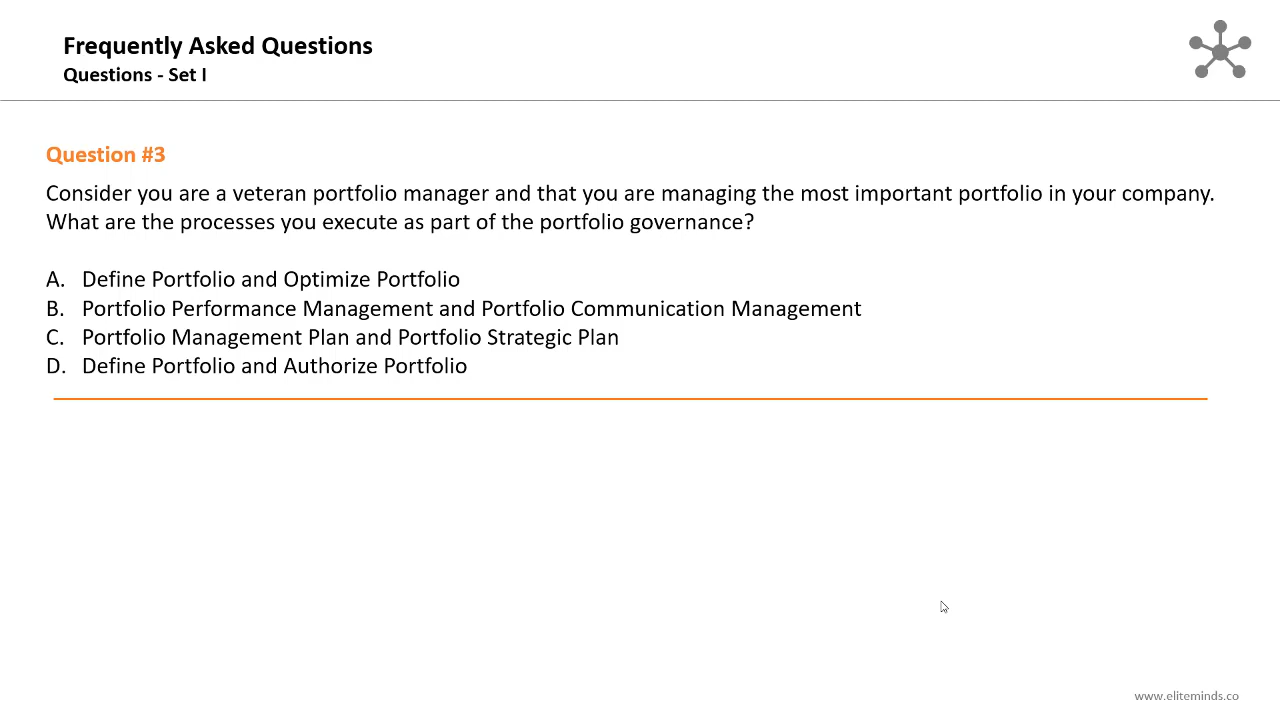 Frequently Asked Questions
Questions - Set I
Question #3
Consider you are a veteran portfolio manager and that you are managing the most important portfolio in your company.
What are the processes you execute as part of the portfolio governance?
A. Define Portfolio and Optimize Portfolio
B. Portfolio Performance Management and Portfolio Communication Management
C. Portfolio Management Plan and Portfolio Strategic Plan
D. Define Portfolio and Authorize Portfolio
www.eliteminds.co